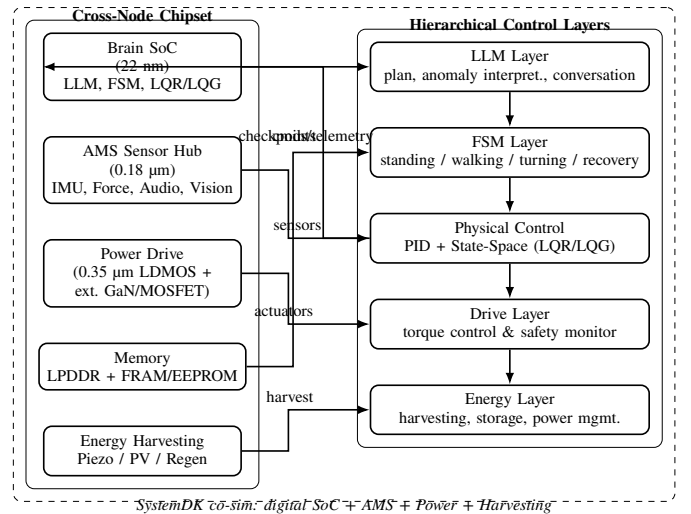 Cross-Node Chipset
Brain SoC
(22 nm)
LLM, FSM, LQR/LQG
AMS Sensor Hub
(0.18 μm)
IMU, Force, Audio, Vision
Power Drive
(0.35 μm LDMOS +
ext. GaN/MOSFET)
Memory
LPDDR + FRAM/EEPROM
Energy Harvesting
Piezo / PV / Regen
sensors
actuators
harvest
Hierarchical Control Layers
LLM Layer
plan, anomaly interpret., conversation
FSM Layer
standing / walking / turning / recovery
Physical Control
PID + State-Space (LQR/LQG)
Drive Layer
torque control & safety monitor
Energy Layer
harvesting, storage, power mgmt.
SystemDK co-sim: digital SoC + AMS + Power + Harvesting